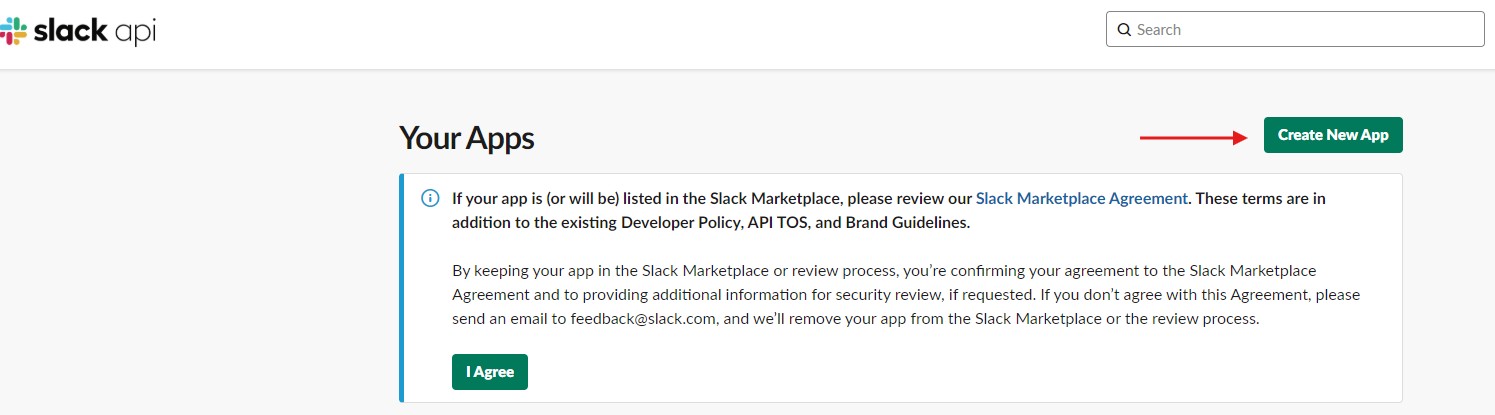 slack api
Search
Your Apps
Create New App
If your app is (or will be) listed in the Slack Marketplace, please review our Slack Marketplace Agreement. These terms are in
addition to the existing Developer Policy, API TOS, and Brand Guidelines.
By keeping your app in the Slack Marketplace or review process, you’re confirming your agreement to the Slack Marketplace
Agreement and to providing additional information for security review, if requested. If you don’t agree with this Agreement, please
send an email to feedback@slack.com, and we’ll remove your app from the Slack Marketplace or the review process.
I Agree